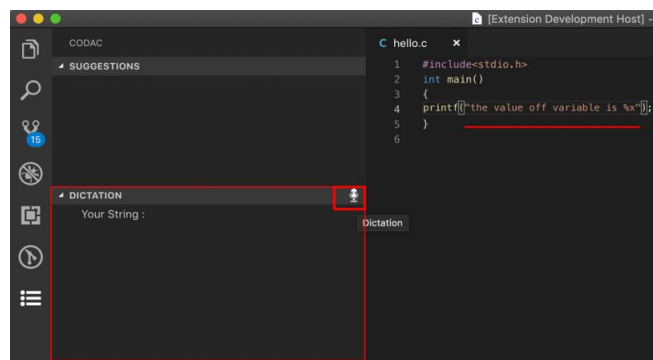 [Extension Development Host] -
CODAC
SUGGESTIONS
15
DICTATION
Your String :
Dictation
C hello.c ×
1 #include<stdio.h>
2 int main()
3 {
4 printf("the value off variable is %x");
5 }
6